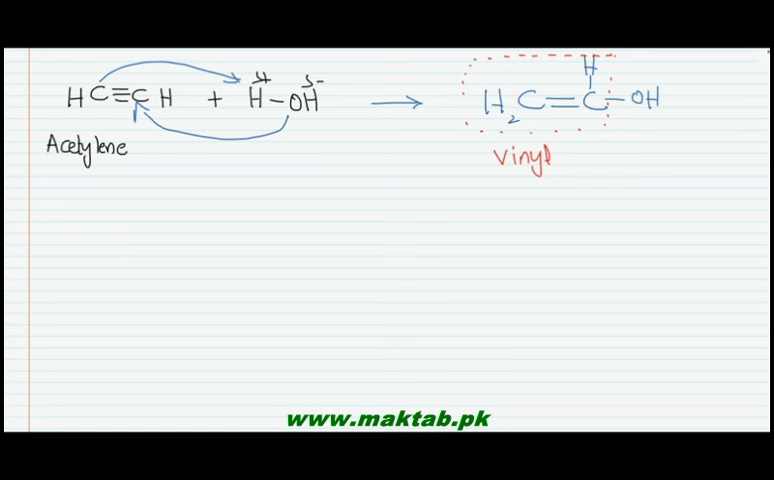 δ+ δ-
H
HC≡CH + H-OH → H₂C=C-OH
Acetylene
vinyl
www.maktab.pk